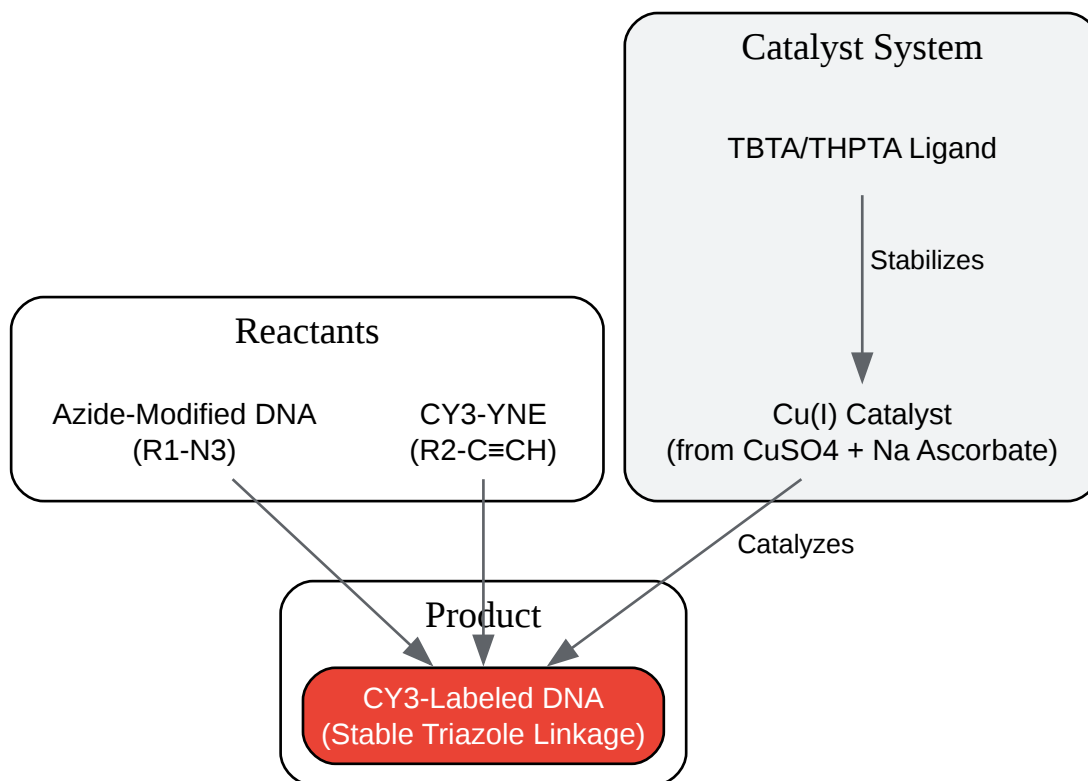 Catalyst System
TBTA/THPTA Ligand
Stabilizes
Reactants
Azide-Modified DNA
(R1-N3)
CY3-YNE
(R2-C≡CH)
Cu(I) Catalyst
(from CuSO4 + Na Ascorbate)
Catalyzes
Product
CY3-Labeled DNA
(Stable Triazole Linkage)